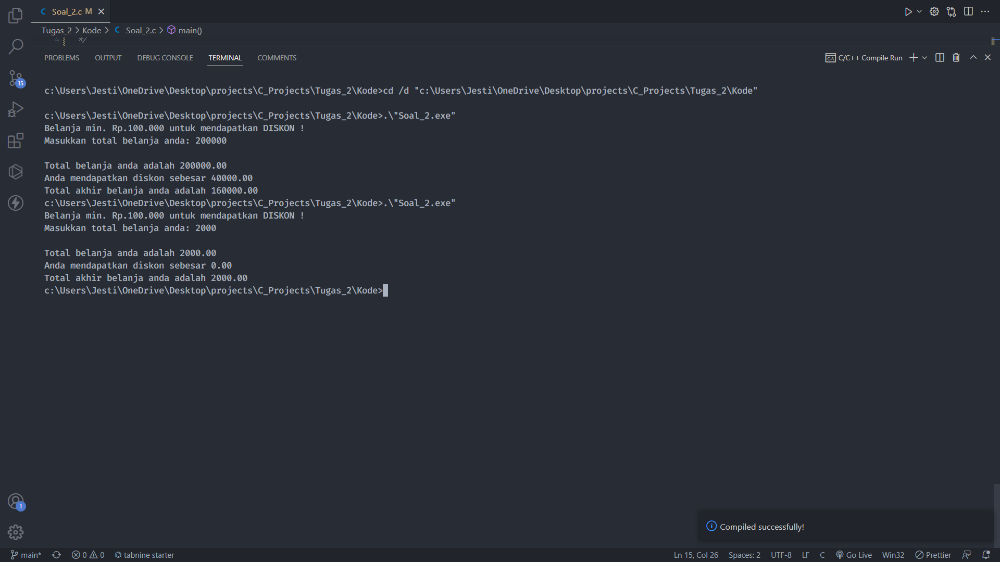 Soal_2.c M
Tugas_2 Kode Soal_2.c main()
4 */
PROBLEMS OUTPUT DEBUG CONSOLE TERMINAL COMMENTS C/C++ Compile Run
c:\Users\Jesti\OneDrive\Desktop\projects\C_Projects\Tugas_2\Kode>cd /d "c:\Users\Jesti\OneDrive\Desktop\projects\C_Projects\Tugas_2\Kode"
c:\Users\Jesti\OneDrive\Desktop\projects\C_Projects\Tugas_2\Kode>.\"Soal_2.exe"
Belanja min. Rp.100.000 untuk mendapatkan DISKON !
Masukkan total belanja anda: 200000
Total belanja anda adalah 200000.00
Anda mendapatkan diskon sebesar 40000.00
Total akhir belanja anda adalah 160000.00
c:\Users\Jesti\OneDrive\Desktop\projects\C_Projects\Tugas_2\Kode>.\"Soal_2.exe"
Belanja min. Rp.100.000 untuk mendapatkan DISKON !
Masukkan total belanja anda: 2000
Total belanja anda adalah 2000.00
Anda mendapatkan diskon sebesar 0.00
Total akhir belanja anda adalah 2000.00
c:\Users\Jesti\OneDrive\Desktop\projects\C_Projects\Tugas_2\Kode>
15
1
Compiled successfully!
main* 0 0 tabnine starter Ln 15, Col 26 Spaces: 2 UTF-8 LF C Go Live Win32 Prettier